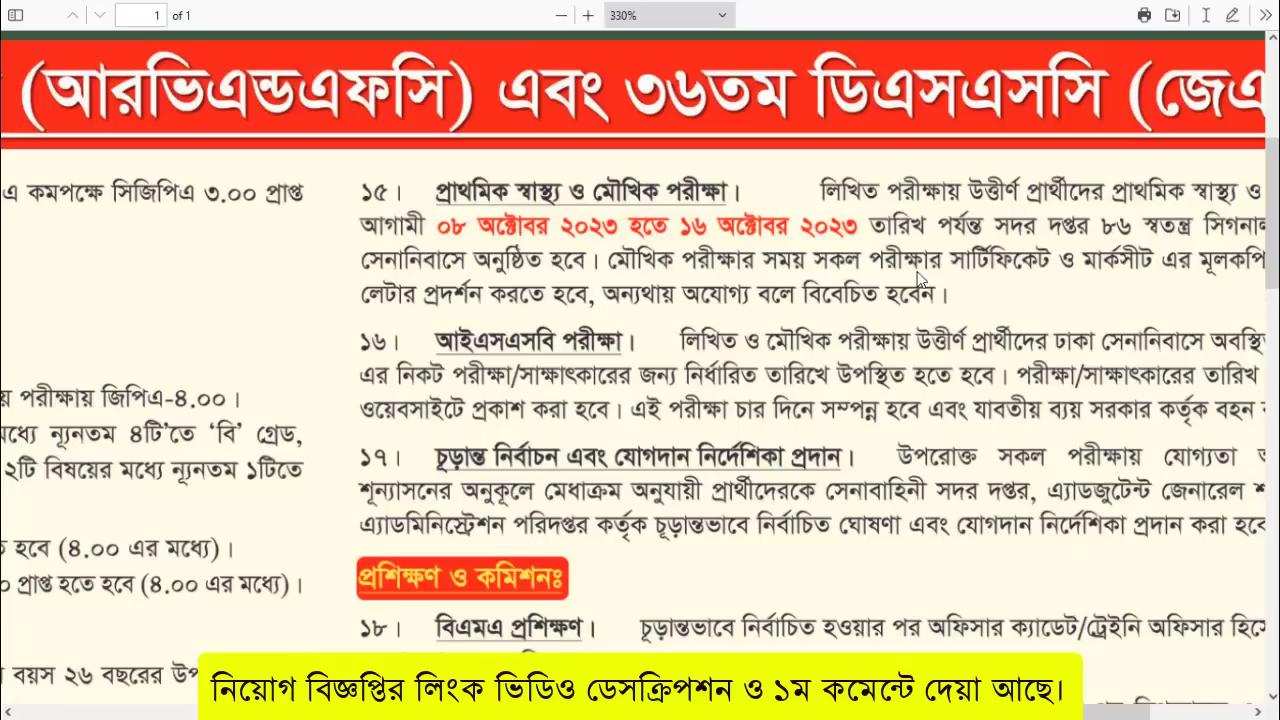 1 of 1
330%
(আরভিএন্ডএফসি) এবং ৩৬তম ডিএসএসসি (জেএ
এ কমপক্ষে সিজিপিএ ৩.০০ প্রাপ্ত
য় পরীক্ষায় জিপিএ-৪.০০।
মধ্যে ন্যূনতম ৪টি'তে 'বি' গ্রেড,
২টি বিষয়ের মধ্যে ন্যূনতম ১টিতে
হবে (৪.০০ এর মধ্যে)।
প্রাপ্ত হতে হবে (৪.০০ এর মধ্যে)।
বয়স ২৬ বছরের
১৫। প্রাথমিক স্বাস্থ্য ও মৌখিক পরীক্ষা। লিখিত পরীক্ষায় উত্তীর্ণ প্রার্থীদের প্রাথমিক স্বাস্থ্য ও
আগামী ০৮ অক্টোবর ২০২৩ হতে ১৬ অক্টোবর ২০২৩ তারিখ পর্যন্ত সদর দপ্তর ৮৬ স্বতন্ত্র সিগনাল
সেনানিবাসে অনুষ্ঠিত হবে। মৌখিক পরীক্ষার সময় সকল পরীক্ষার সার্টিফিকেট ও মার্কসীট এর মূলকপি
লেটার প্রদর্শন করতে হবে, অন্যথায় অযোগ্য বলে বিবেচিত হবেন।
১৬। আইএসএসবি পরীক্ষা। লিখিত ও মৌখিক পরীক্ষায় উত্তীর্ণ প্রার্থীদের ঢাকা সেনানিবাসে অবস্থি
এর নিকট পরীক্ষা/সাক্ষাৎকারের জন্য নির্ধারিত তারিখে উপস্থিত হতে হবে। পরীক্ষা/সাক্ষাৎকারের তারিখ
ওয়েবসাইটে প্রকাশ করা হবে। এই পরীক্ষা চার দিনে সম্পন্ন হবে এবং যাবতীয় ব্যয় সরকার কর্তৃক বহন
১৭। চূড়ান্ত নির্বাচন এবং যোগদান নির্দেশিকা প্রদান। উপরোক্ত সকল পরীক্ষায় যোগ্যতা
শূন্যাসনের অনুকূলে মেধাক্রম অনুযায়ী প্রার্থীদেরকে সেনাবাহিনী সদর দপ্তর, এ্যাডজুটেন্ট জেনারেল
এ্যাডমিনিস্ট্রেশন পরিদপ্তর কর্তৃক চূড়ান্তভাবে নির্বাচিত ঘোষণা এবং যোগদান নির্দেশিকা প্রদান করা হবে
প্রশিক্ষণ ও কমিশনঃ
১৮। বিএমএ প্রশিক্ষণ। চূড়ান্তভাবে নির্বাচিত হওয়ার পর অফিসার ক্যাডেট/ট্রেইনি অফিসার হিসে
নিয়োগ বিজ্ঞপ্তির লিংক ভিডিও ডেসক্রিপশন ও ১ম কমেন্টে দেয়া আছে।